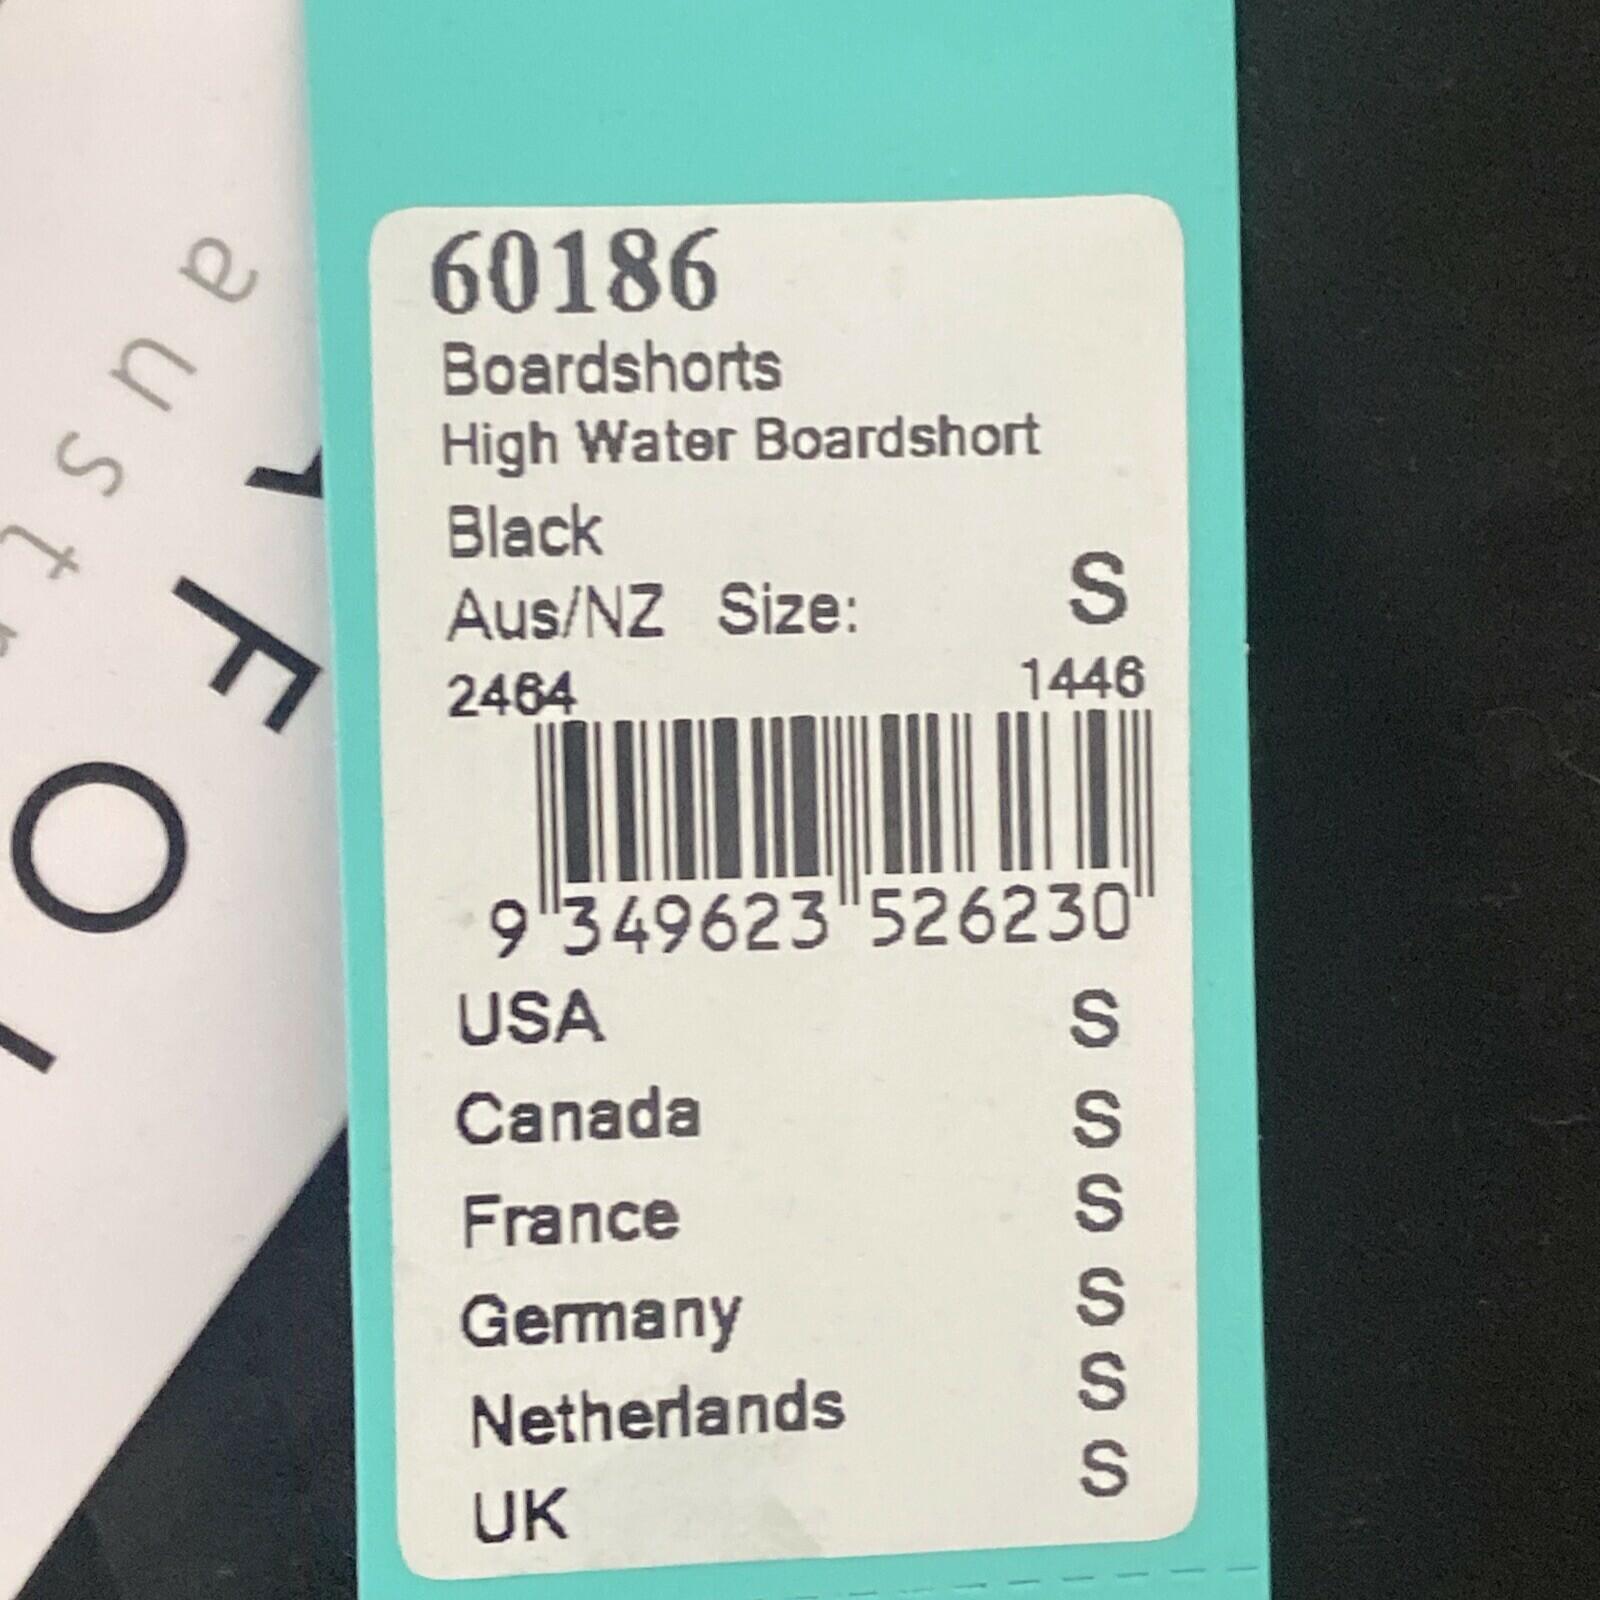 60186
Boardshorts
High Water Boardshort
Black
Aus/NZ Size: S
2464 1446
9 349623 526230
USA S
Canada S
France S
Germany S
Netherlands S
UK S